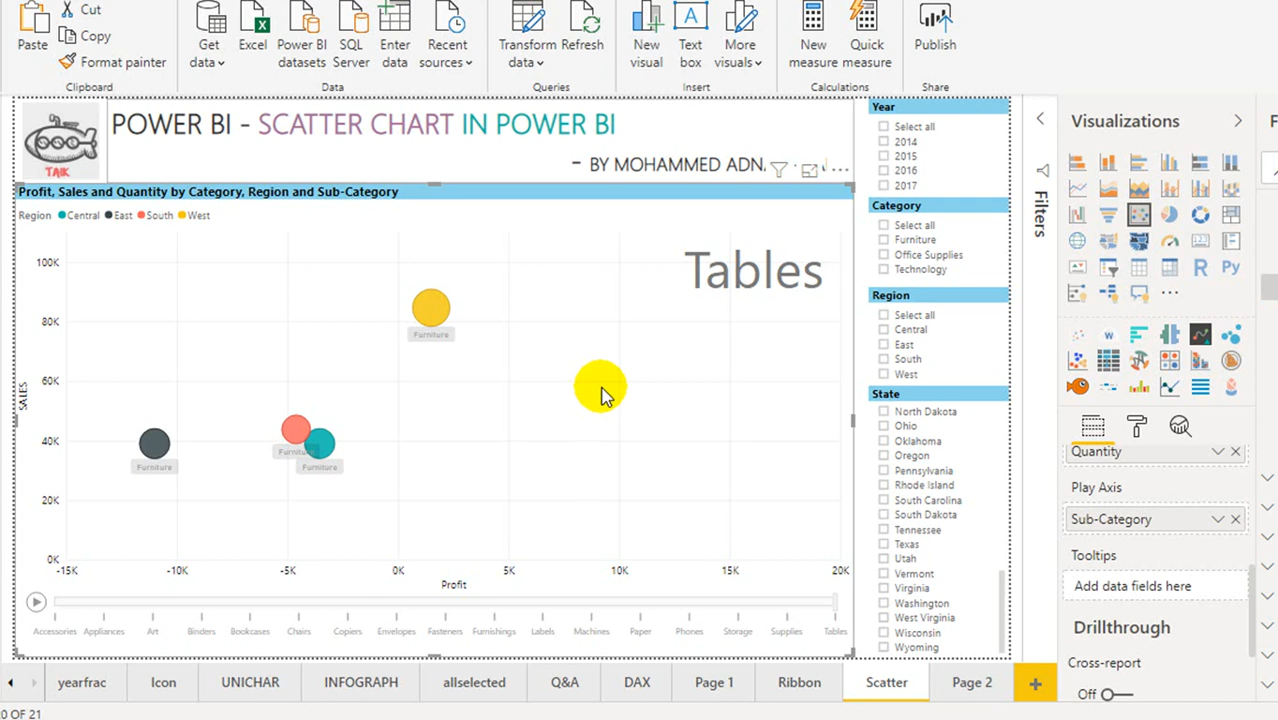 Paste
Cut
Copy
Format painter
Clipboard
Get data
Excel
Power BI datasets
SQL Server
Enter data
Recent sources
Data
Transform data
Refresh
Queries
New visual
Text box
More visuals
Insert
New measure
Quick measure
Calculations
Publish
Share
TALK
POWER BI - SCATTER CHART IN POWER BI
- BY MOHAMMED ADN
Profit, Sales and Quantity by Category, Region and Sub-Category
Region Central East South West
Tables
100K
80K
60K
40K
20K
0K
SALES
Furniture
Furniture
Furniture
Furniture
-15K -10K -5K 0K 5K 10K 15K 20K
Profit
Accessories Appliances Art Binders Bookcases Chairs Copiers Envelopes Fasteners Furnishings Labels Machines Paper Phones Storage Supplies Tables
Year
Select all
2014
2015
2016
2017
Category
Select all
Furniture
Office Supplies
Technology
Region
Select all
Central
East
South
West
State
North Dakota
Ohio
Oklahoma
Oregon
Pennsylvania
Rhode Island
South Carolina
South Dakota
Tennessee
Texas
Utah
Vermont
Virginia
Washington
West Virginia
Wisconsin
Wyoming
Filters
Visualizations
F
R Py
W
Quantity
Play Axis
Sub-Category
Tooltips
Add data fields here
Drillthrough
Cross-report
Off
yearfrac Icon UNICHAR INFOGRAPH allselected Q&A DAX Page 1 Ribbon Scatter Page 2 +
0 OF 21